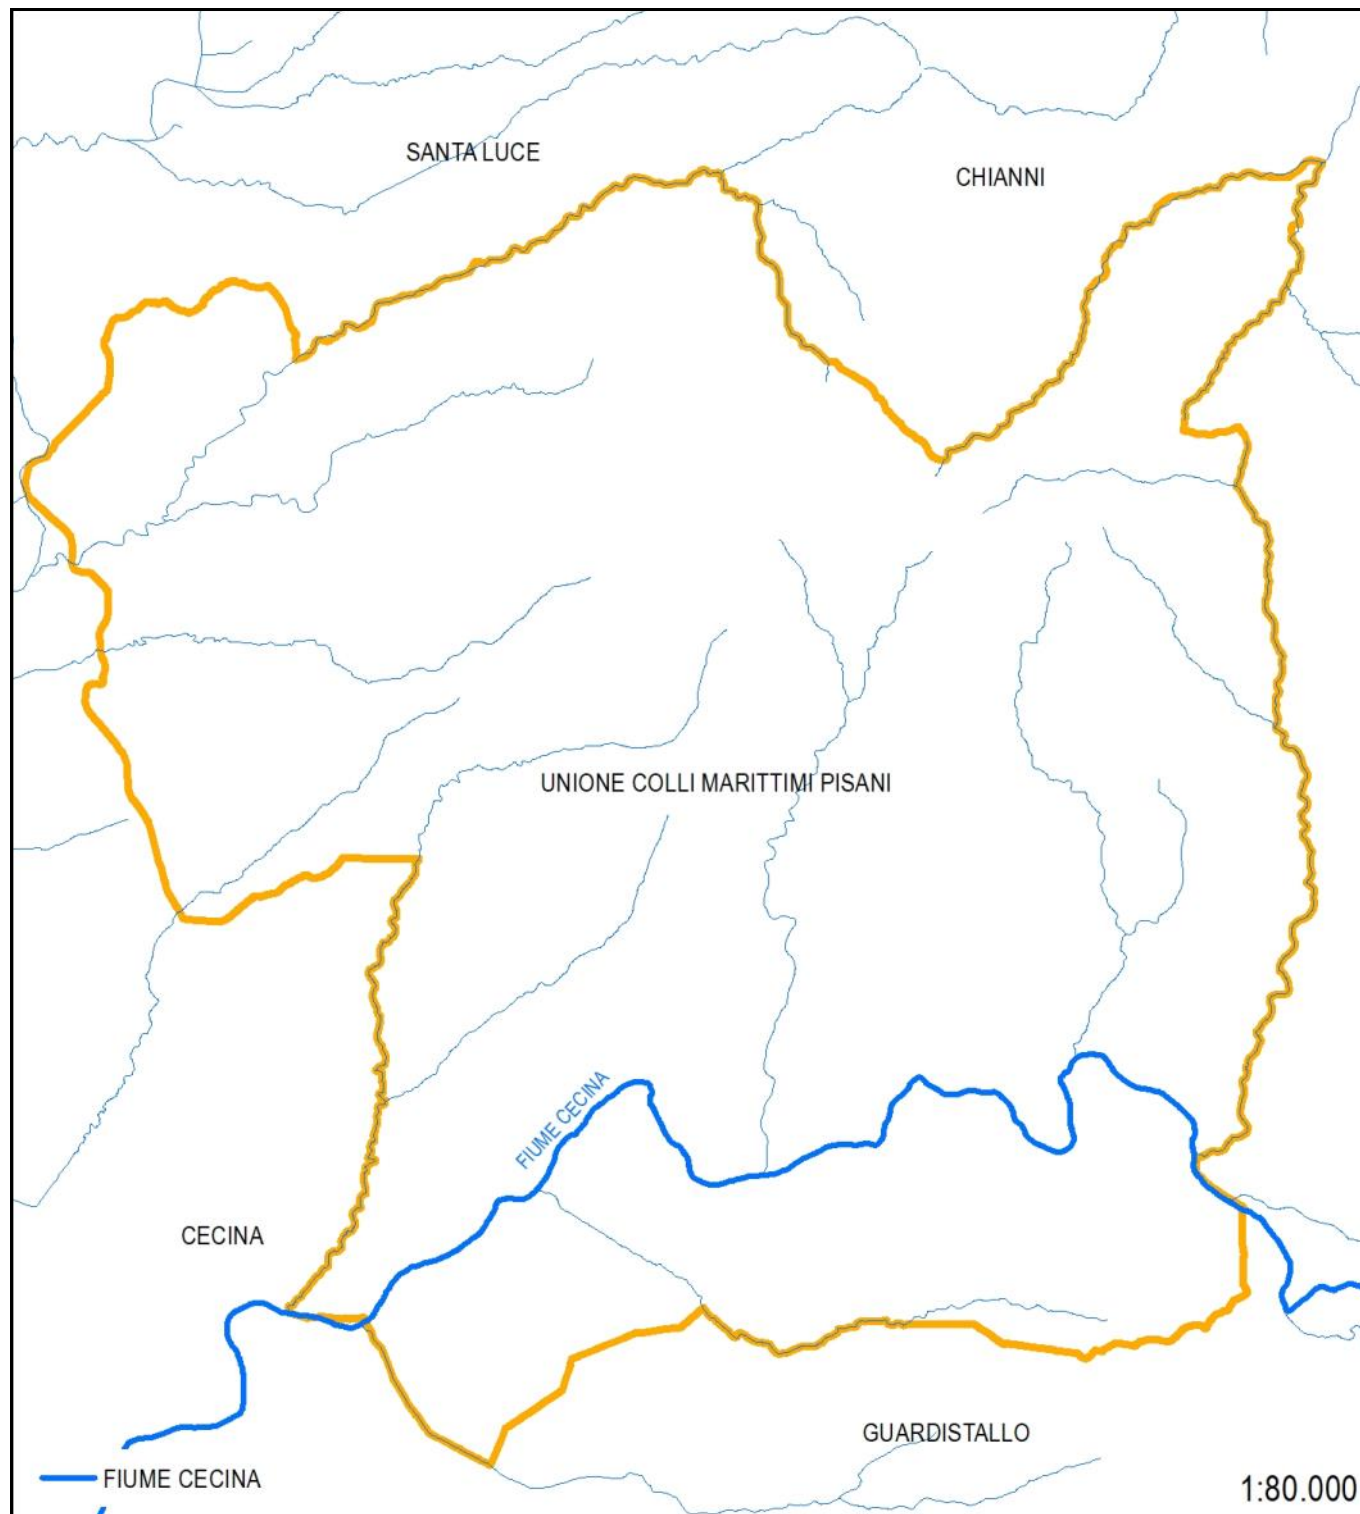 SANTA LUCE
CHIANNI
UNIONE COLLI MARITTIMI PISANI
FIUME CECINA
CECINA
GUARDISTALLO
FIUME CECINA
1:80.000